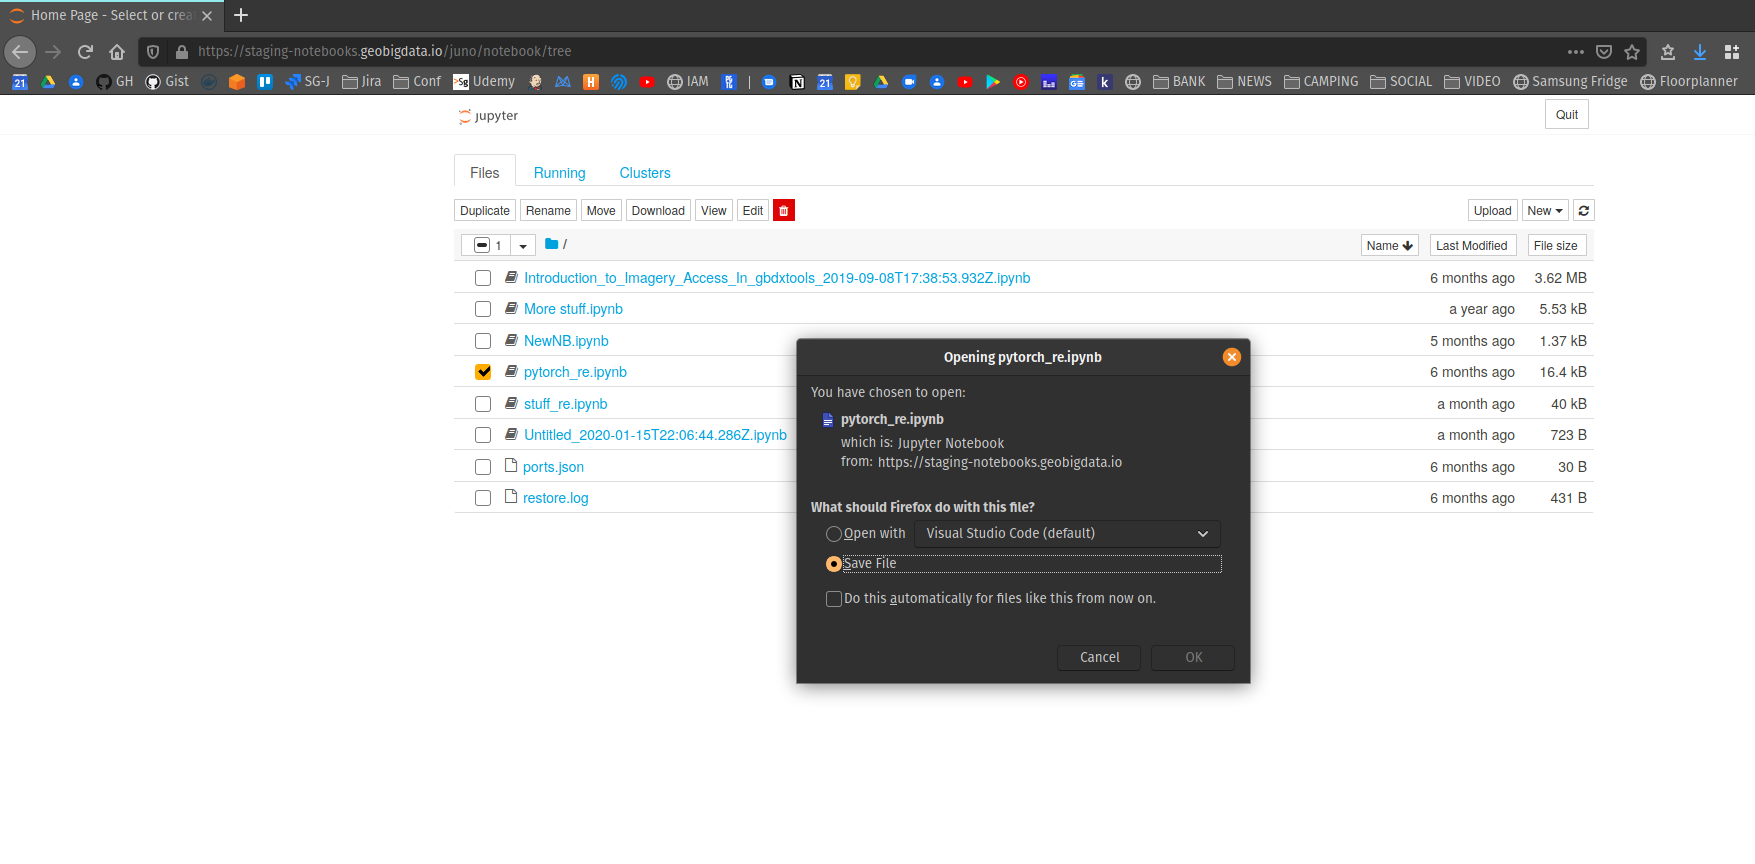 Home Page - Select or crea
https://staging-notebooks.geobigdata.io/juno/notebook/tree
21 GH Gist SG-J Jira Conf >Sg Udemy H IAM | N 21 k BANK NEWS CAMPING SOCIAL VIDEO Samsung Fridge Floorplanner
jupyter
Quit
Files Running Clusters
Duplicate Rename Move Download View Edit Upload New
1 / Name Last Modified File size
Introduction_to_Imagery_Access_In_gbdxtools_2019-09-08T17:38:53.932Z.ipynb 6 months ago 3.62 MB
More stuff.ipynb a year ago 5.53 kB
NewNB.ipynb 5 months ago 1.37 kB
pytorch_re.ipynb 6 months ago 16.4 kB
stuff_re.ipynb a month ago 40 kB
Untitled_2020-01-15T22:06:44.286Z.ipynb a month ago 723 B
ports.json 6 months ago 30 B
restore.log 6 months ago 431 B
Opening pytorch_re.ipynb
You have chosen to open:
pytorch_re.ipynb
which is: Jupyter Notebook
from: https://staging-notebooks.geobigdata.io
What should Firefox do with this file?
Open with Visual Studio Code (default)
Save File
Do this automatically for files like this from now on.
Cancel OK